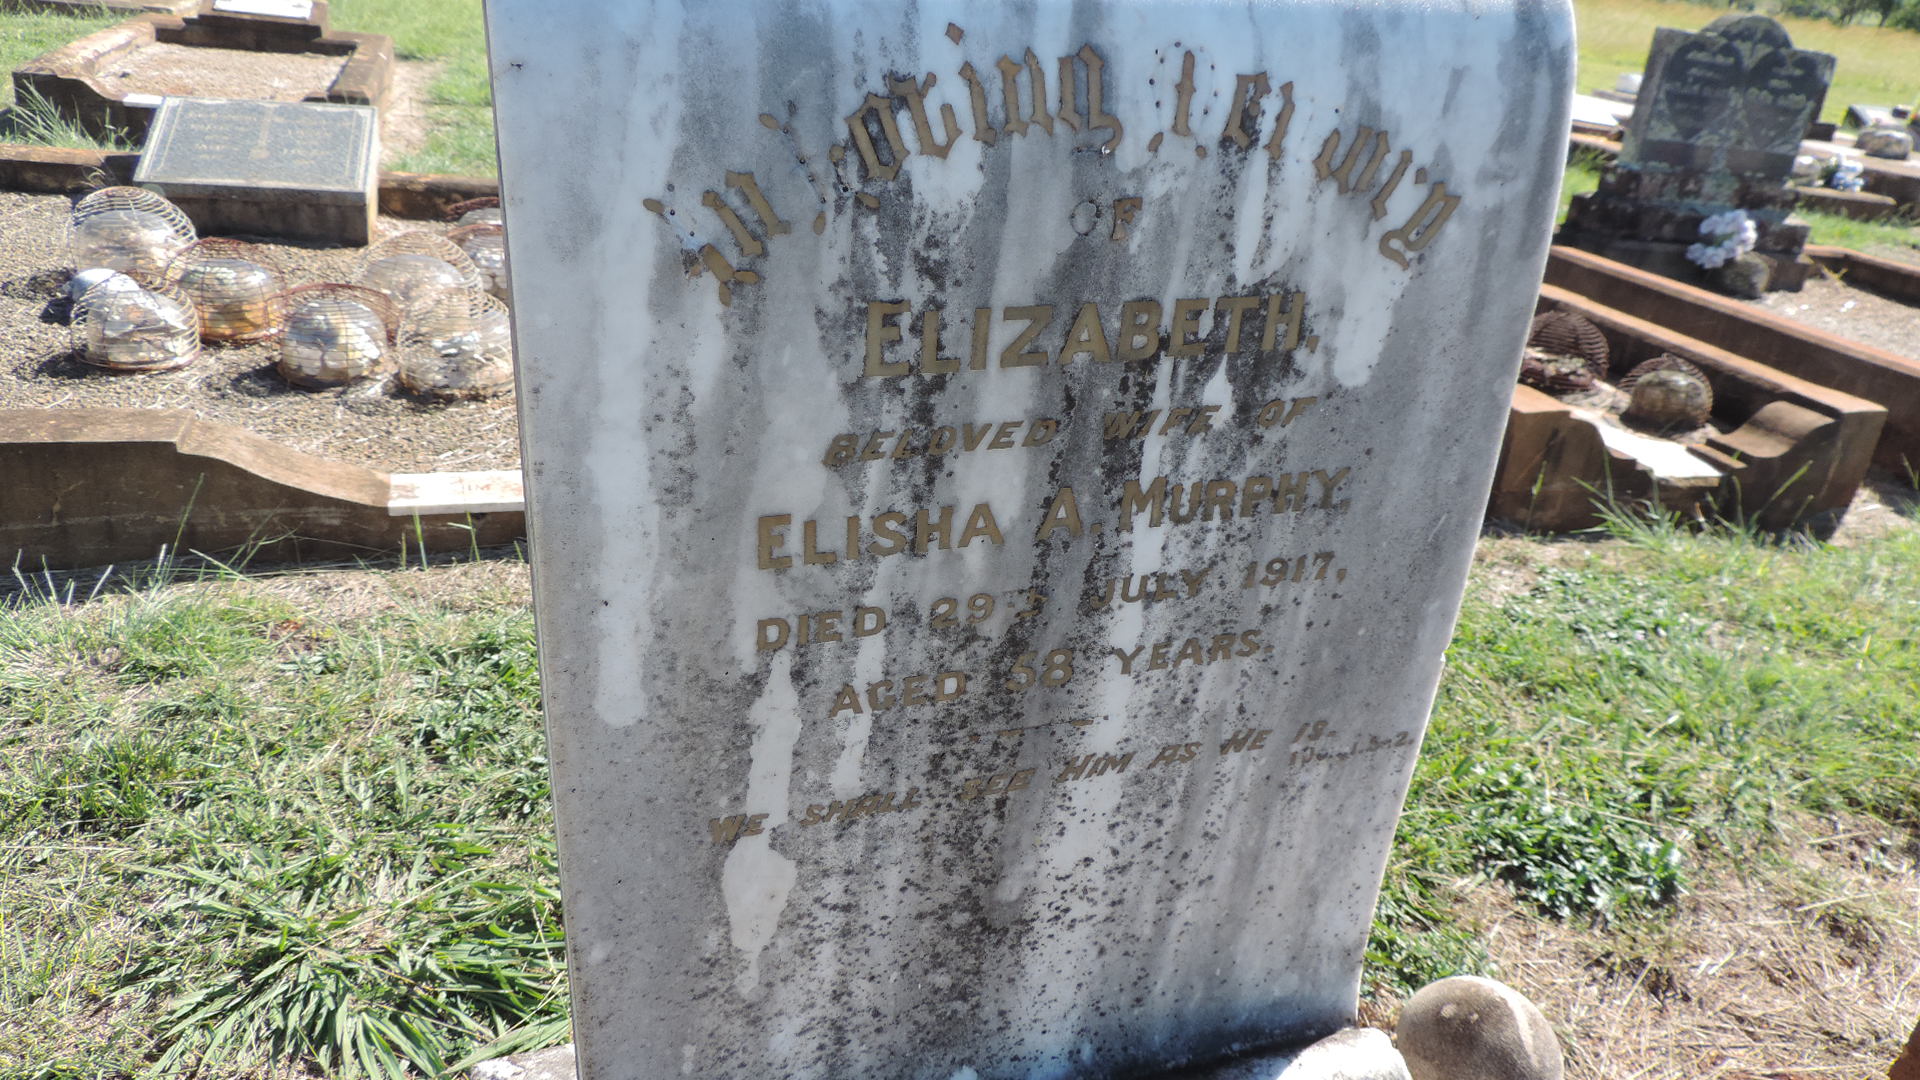 In Loving Memory
OF
ELIZABETH,
BELOVED WIFE OF
ELISHA A. MURPHY,
DIED 29TH JULY 1917,
AGED 58 YEARS.
WE SHALL SEE HIM AS HE IS.